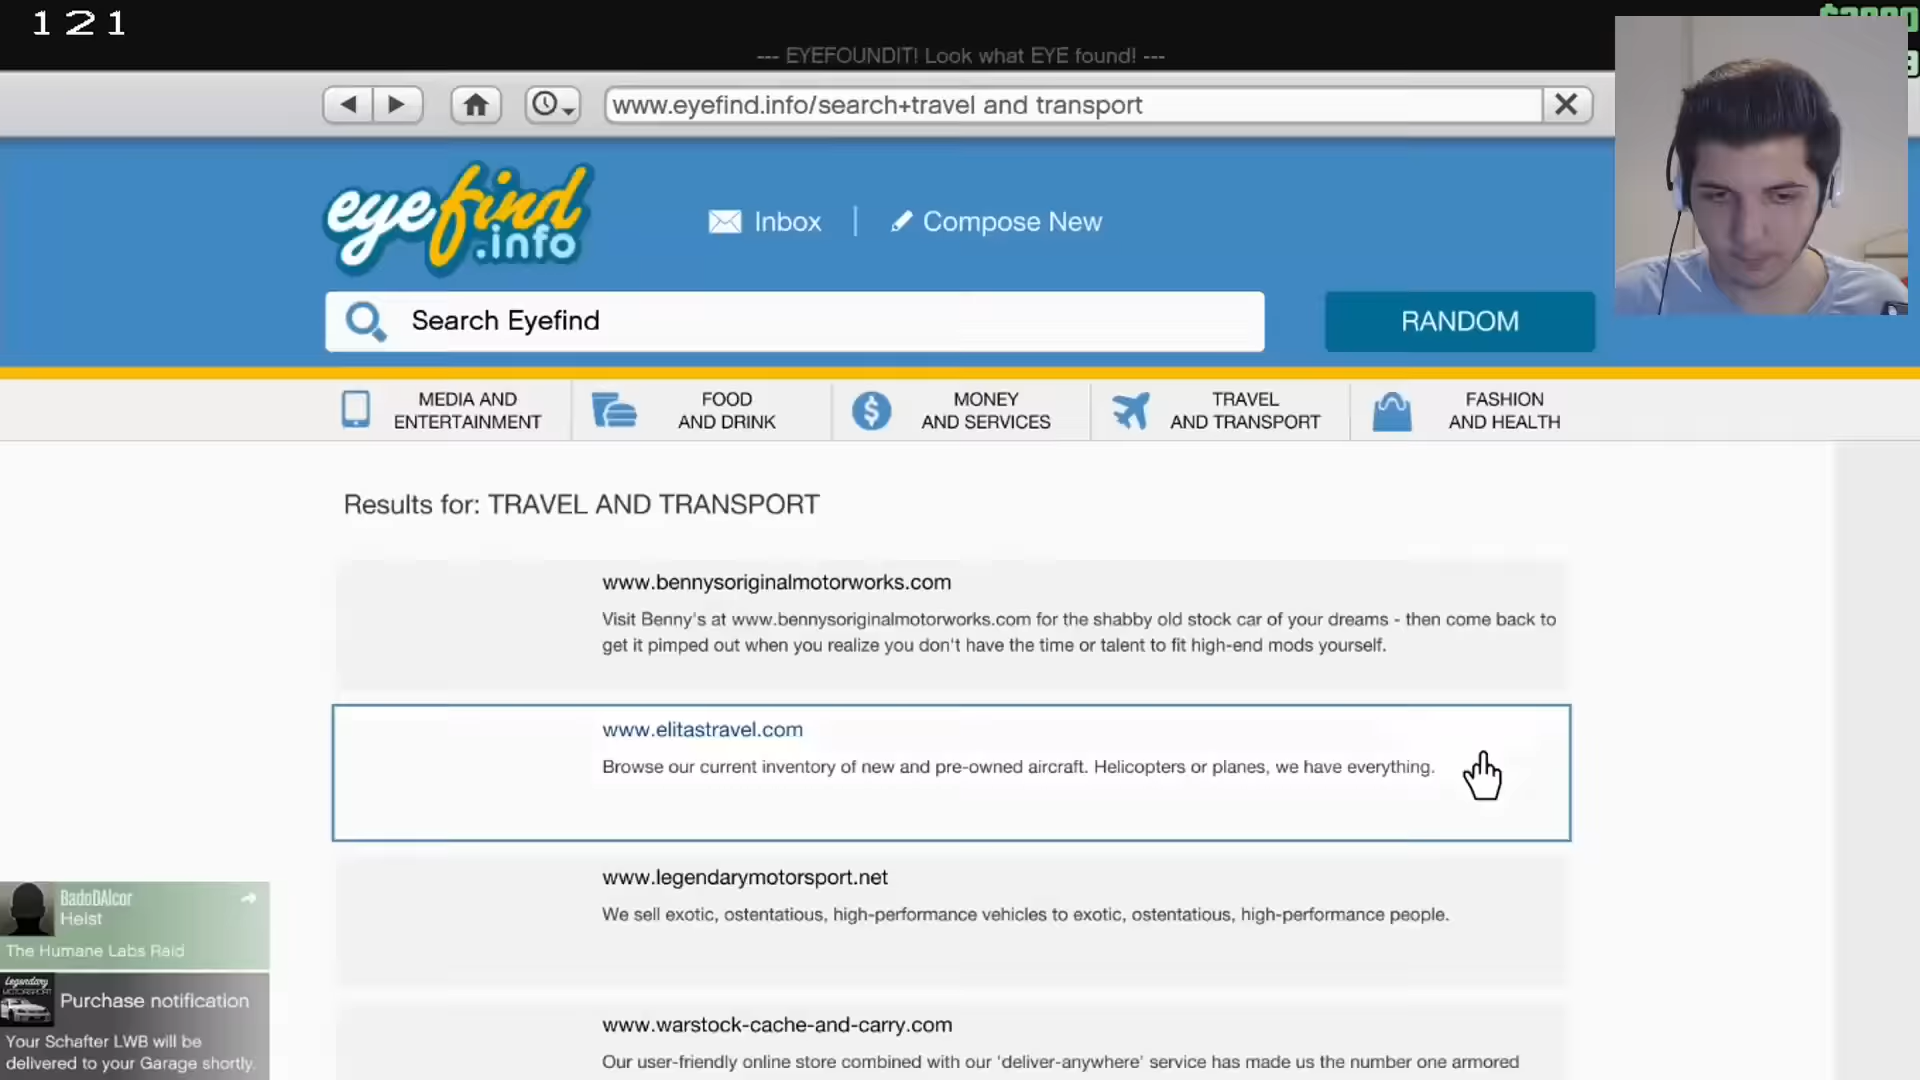 121
--- EYEFOUNDIT! Look what EYE found! ---
www.eyefind.info/search+travel and transport
eyefind
.info
Inbox
Compose New
Search Eyefind
RANDOM
MEDIA AND
ENTERTAINMENT
FOOD
AND DRINK
MONEY
AND SERVICES
TRAVEL
AND TRANSPORT
FASHION
AND HEALTH
Results for: TRAVEL AND TRANSPORT
www.bennysoriginalmotorworks.com
Visit Benny's at www.bennysoriginalmotorworks.com for the shabby old stock car of your dreams - then come back to
get it pimped out when you realize you don't have the time or talent to fit high-end mods yourself.
www.elitastravel.com
Browse our current inventory of new and pre-owned aircraft. Helicopters or planes, we have everything.
www.legendarymotorsport.net
We sell exotic, ostentatious, high-performance vehicles to exotic, ostentatious, high-performance people.
www.warstock-cache-and-carry.com
Our user-friendly online store combined with our 'deliver-anywhere' service has made us the number one armored
BadoDAlcor
Heist
The Humane Labs Raid
Legendary
MOTORSPORT
Purchase notification
Your Schafter LWB will be
delivered to your Garage shortly.